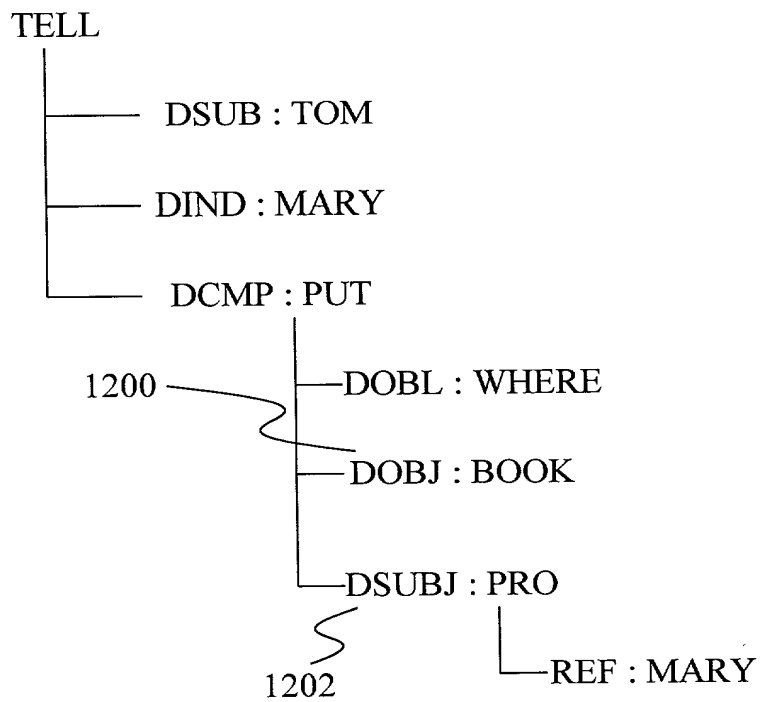 TELL
DSUB : TOM
DIND : MARY
DCMP : PUT
1200
DOBL : WHERE
DOBJ : BOOK
DSUBJ : PRO
1202
REF : MARY